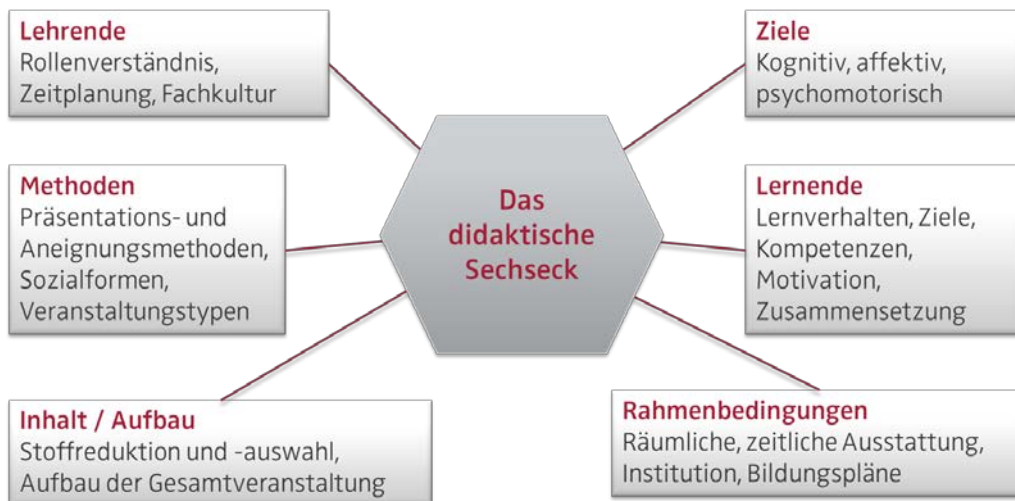 Lehrende
Rollenverständnis,
Zeitplanung, Fachkultur
Ziele
Kognitiv, affektiv,
psychomotorisch
Methoden
Präsentations- und
Aneignungsmethoden,
Sozialformen,
Veranstaltungstypen
Das
didaktische
Sechseck
Lernende
Lernverhalten, Ziele,
Kompetenzen,
Motivation,
Zusammensetzung
Inhalt / Aufbau
Stoffreduktion und -auswahl,
Aufbau der Gesamtveranstaltung
Rahmenbedingungen
Räumliche, zeitliche Ausstattung,
Institution, Bildungspläne